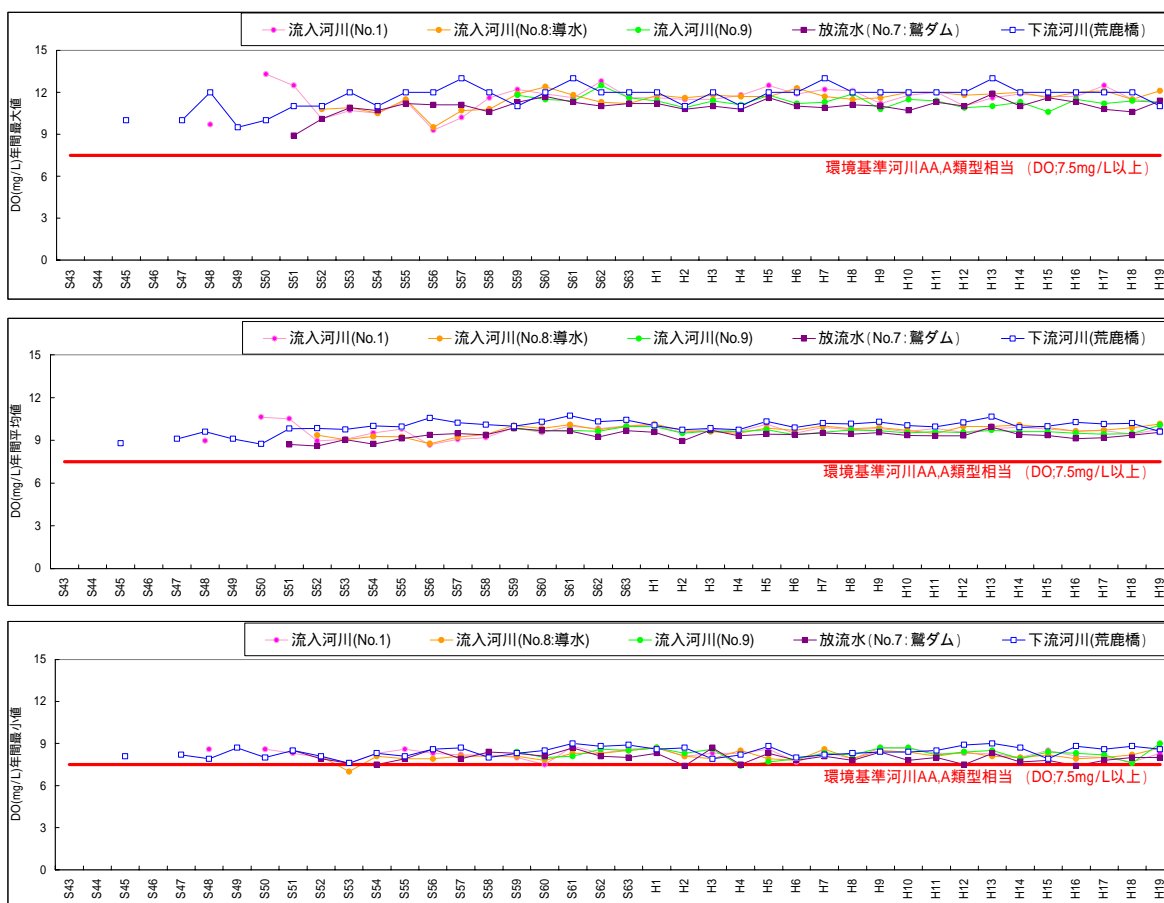 流入河川(No.1) 流入河川(No.8:導水) 流入河川(No.9) 放流水(No.7:鷲ダム) 下流河川(荒鹿橋)
DO(mg/L)年間最大値
15
12
9
6
3
0
環境基準河川AA,A類型相当 (DO;7.5mg/L以上)
S43 S44 S45 S46 S47 S48 S49 S50 S51 S52 S53 S54 S55 S56 S57 S58 S59 S60 S61 S62 S63 H1 H2 H3 H4 H5 H6 H7 H8 H9 H10 H11 H12 H13 H14 H15 H16 H17 H18 H19
流入河川(No.1) 流入河川(No.8:導水) 流入河川(No.9) 放流水(No.7:鷲ダム) 下流河川(荒鹿橋)
DO(mg/L)年間平均値
15
12
9
6
3
0
環境基準河川AA,A類型相当 (DO;7.5mg/L以上)
S43 S44 S45 S46 S47 S48 S49 S50 S51 S52 S53 S54 S55 S56 S57 S58 S59 S60 S61 S62 S63 H1 H2 H3 H4 H5 H6 H7 H8 H9 H10 H11 H12 H13 H14 H15 H16 H17 H18 H19
流入河川(No.1) 流入河川(No.8:導水) 流入河川(No.9) 放流水(No.7:鷲ダム) 下流河川(荒鹿橋)
DO(mg/L)年間最小値
15
12
9
6
3
0
環境基準河川AA,A類型相当 (DO;7.5mg/L以上)
S43 S44 S45 S46 S47 S48 S49 S50 S51 S52 S53 S54 S55 S56 S57 S58 S59 S60 S61 S62 S63 H1 H2 H3 H4 H5 H6 H7 H8 H9 H10 H11 H12 H13 H14 H15 H16 H17 H18 H19